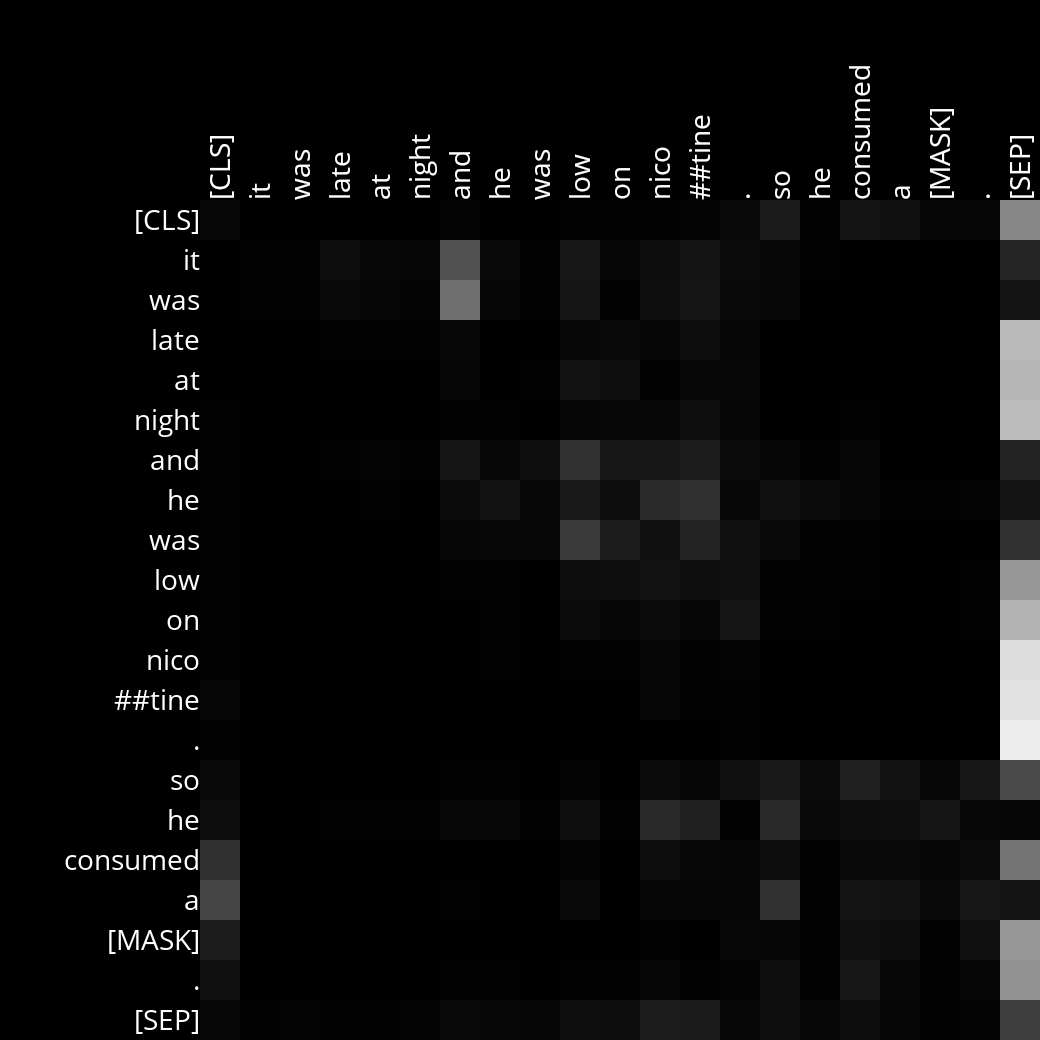 [CLS] it was late at night and he was low on nico ##tine . so he consumed a [MASK] . [SEP]
[CLS]
it
was
late
at
night
and
he
was
low
on
nico
##tine
.
so
he
consumed
a
[MASK]
.
[SEP]